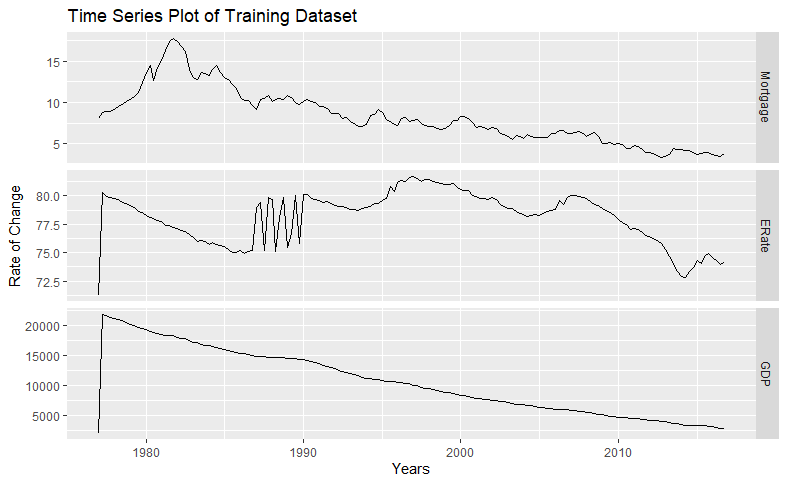 Time Series Plot of Training Dataset
15
10
5
Mortgage
80.0
77.5
75.0
72.5
ERate
20000
15000
10000
5000
GDP
Rate of Change
1980
1990
2000
2010
Years